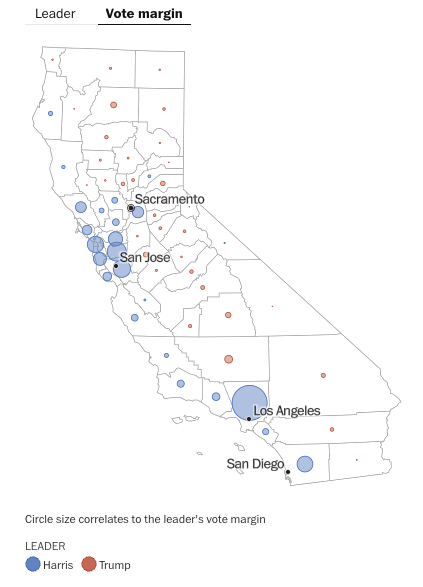 Leader Vote margin
Sacramento
San Jose
Los Angeles
San Diego
Circle size correlates to the leader's vote margin
LEADER
Harris Trump